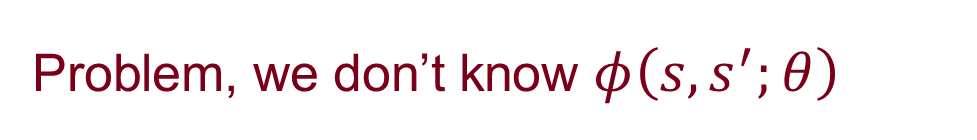 Problem, we don’t know ϕ(s, s′; θ)